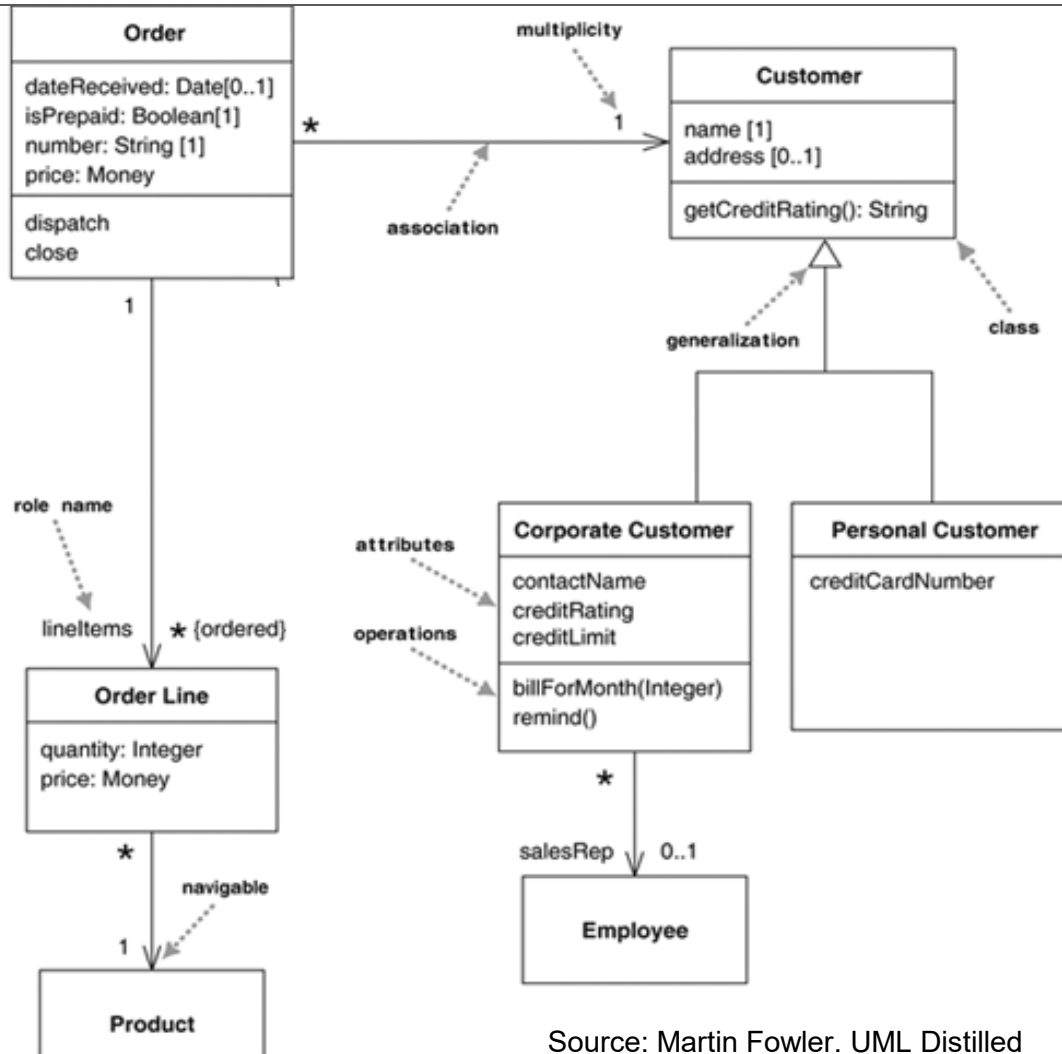 Order
dateReceived: Date[0..1]
isPrepaid: Boolean[1]
number: String [1]
price: Money
dispatch
close
*
multiplicity
1
association
Customer
name [1]
address [0..1]
getCreditRating(): String
generalization
class
1
role name
lineItems
* {ordered}
Order Line
quantity: Integer
price: Money
*
navigable
1
Product
attributes
operations
Corporate Customer
contactName
creditRating
creditLimit
billForMonth(Integer)
remind()
Personal Customer
creditCardNumber
*
salesRep
0..1
Employee
Source: Martin Fowler. UML Distilled